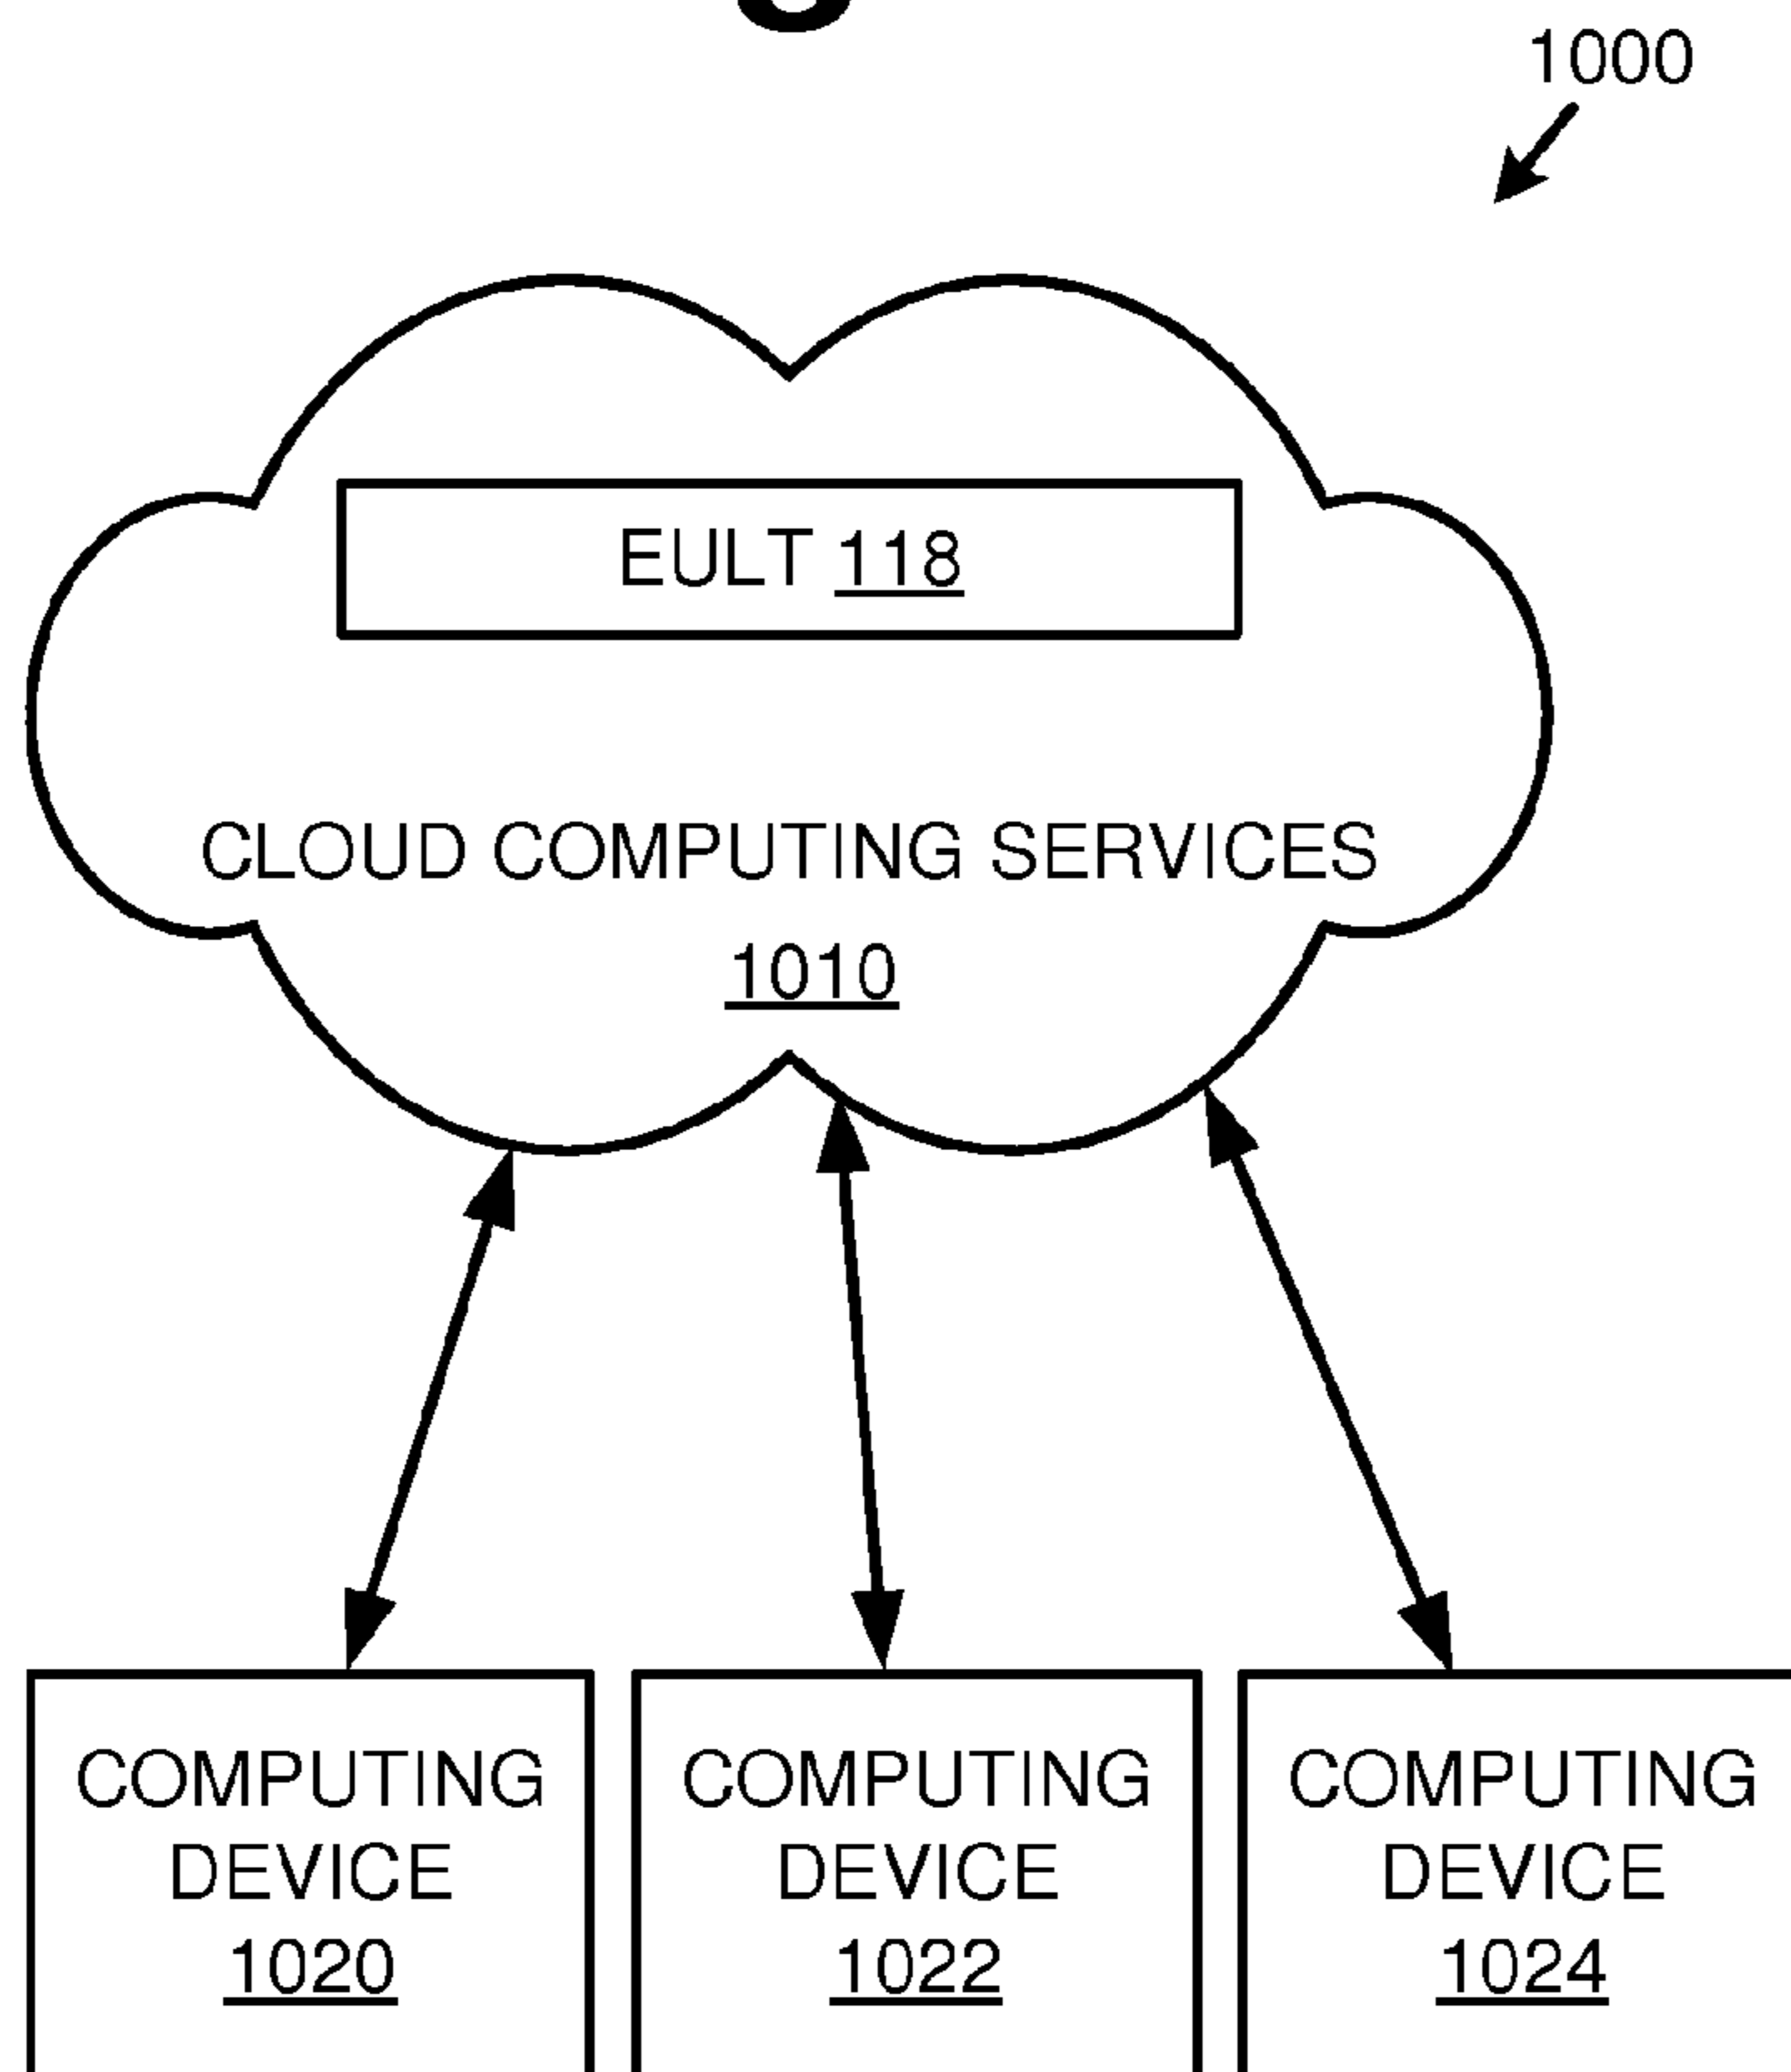 1000
EULT 118
CLOUD COMPUTING SERVICES
1010
COMPUTING
DEVICE
1020
COMPUTING
DEVICE
1022
COMPUTING
DEVICE
1024